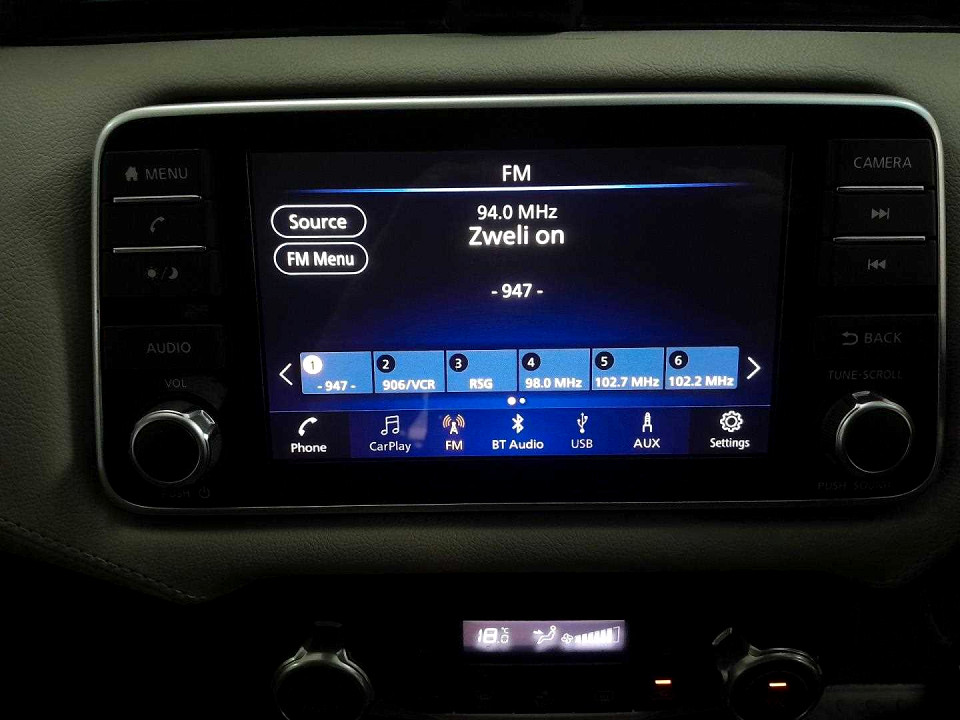 FM
MENU
CAMERA
Source
94.0 MHz
Zweli on
FM Menu
- 947 -
AUDIO
BACK
VOL
TUNE-SCROLL
1
2
3
4
5
6
- 947 -
906/VCR
RSG
98.0 MHz
102.7 MHz
102.2 MHz
Phone
CarPlay
FM
BT Audio
USB
AUX
Settings
PUSH
18.0 °C